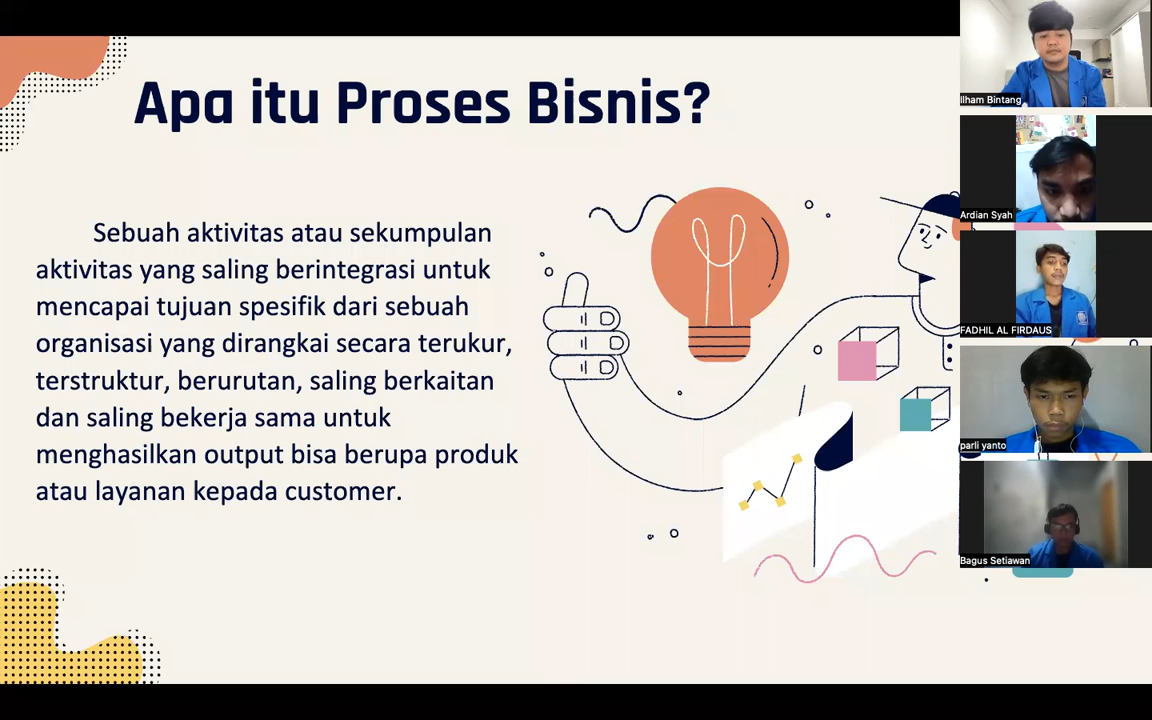 Apa itu Proses Bisnis?
Sebuah aktivitas atau sekumpulan
aktivitas yang saling berintegrasi untuk
mencapai tujuan spesifik dari sebuah
organisasi yang dirangkai secara terukur,
terstruktur, berurutan, saling berkaitan
dan saling bekerja sama untuk
menghasilkan output bisa berupa produk
atau layanan kepada customer.
Ilham Bintang
Ardian Syah
FADHIL AL FIRDAUS
parli yanto
Bagus Setiawan